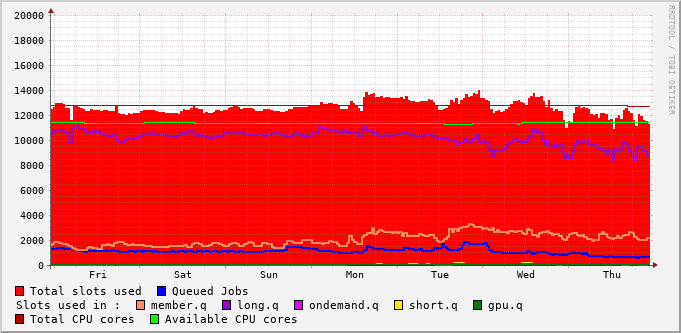 20000
18000
16000
14000
12000
10000
8000
6000
4000
2000
0
Fri Sat Sun Mon Tue Wed Thu
RRDTOOL / TOBI OETIKER
Total slots used Queued Jobs
Slots used in : member.q long.q ondemand.q short.q gpu.q
Total CPU cores Available CPU cores